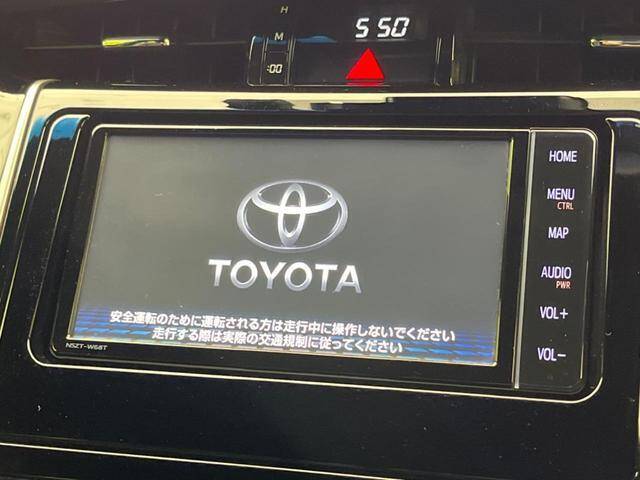 H
5 50
M
:00
HOME
MENU
CTRL
MAP
AUDIO
PWR
VOL+
VOL-
TOYOTA
安全運転のために運転される方は走行中に操作しないでください
走行する際は実際の交通規制に従ってください
NSZT-W68T